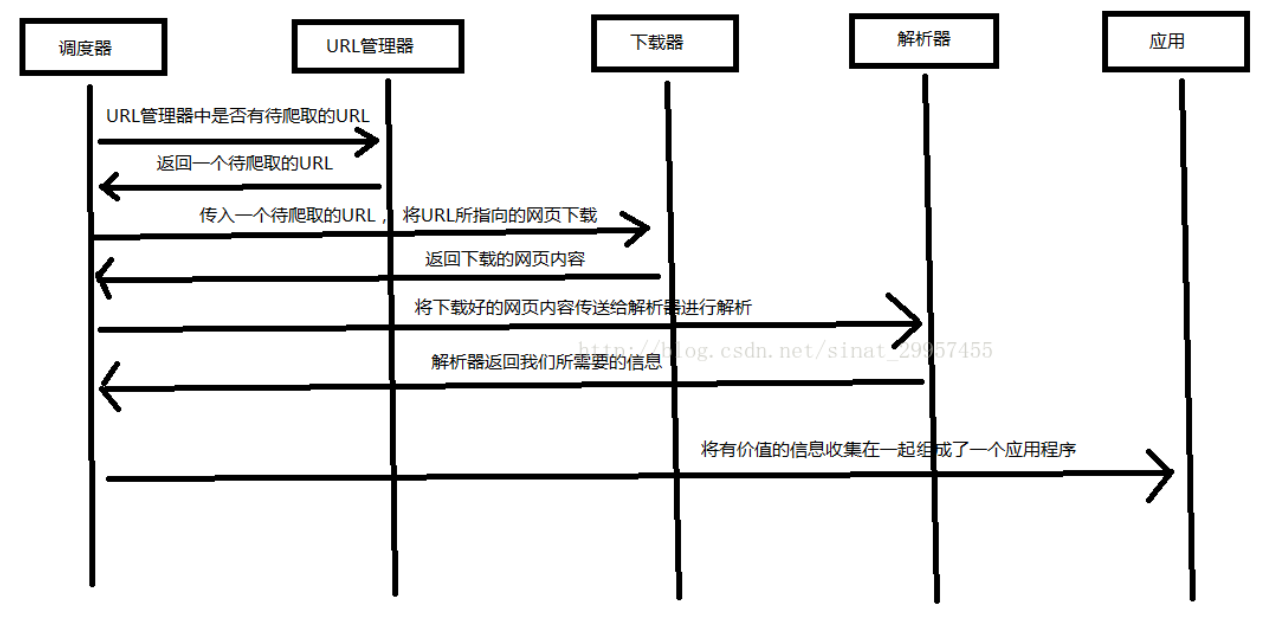 调度器
URL管理器
下载器
解析器
应用
URL管理器中是否有待爬取的URL
返回一个待爬取的URL
传入一个待爬取的URL， 将URL所指向的网页下载
返回下载的网页内容
将下载好的网页内容传送给解析器进行解析
http://blog.csdn.net/sinat_29957455
解析器返回我们所需要的信息
将有价值的信息收集在一起组成了一个应用程序